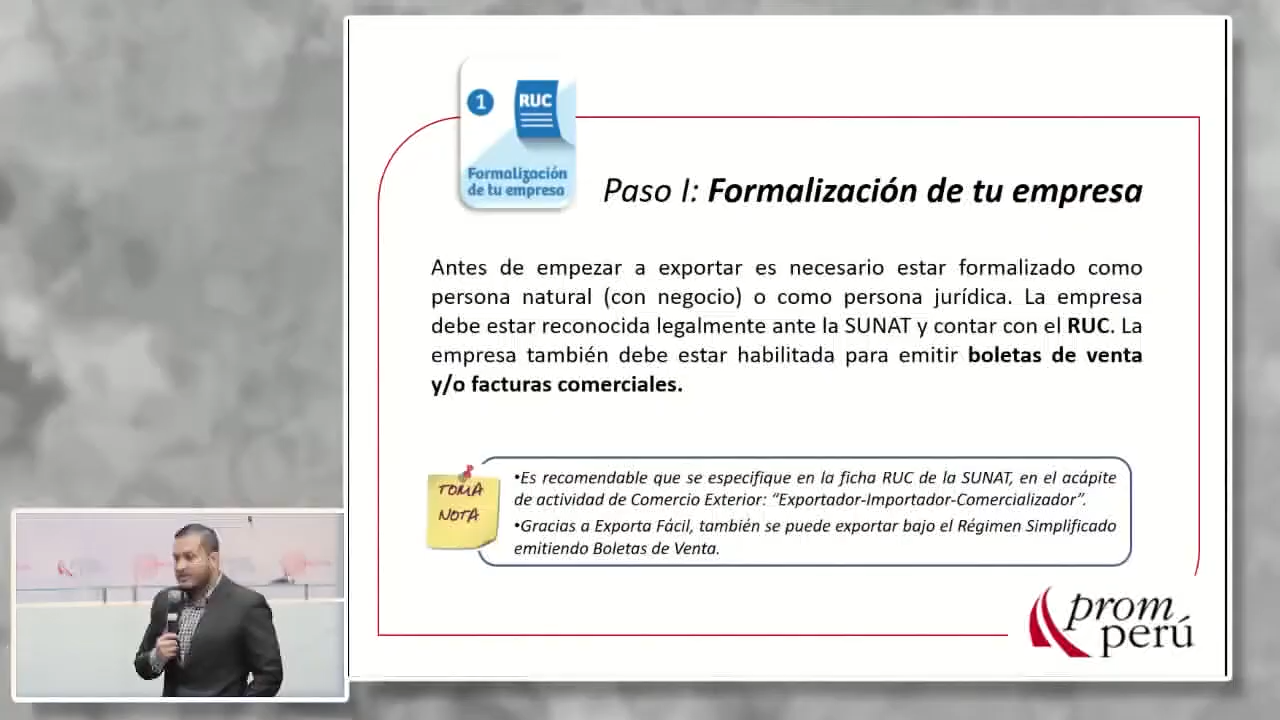 1
RUC
Formalización
de tu empresa
Paso I: Formalización de tu empresa
Antes de empezar a exportar es necesario estar formalizado como
persona natural (con negocio) o como persona jurídica. La empresa
debe estar reconocida legalmente ante la SUNAT y contar con el RUC. La
empresa también debe estar habilitada para emitir boletas de venta
y/o facturas comerciales.
TOMA
NOTA
•Es recomendable que se especifique en la ficha RUC de la SUNAT, en el acápite
de actividad de Comercio Exterior: “Exportador-Importador-Comercializador”.
•Gracias a Exporta Fácil, también se puede exportar bajo el Régimen Simplificado
emitiendo Boletas de Venta.
prom
perú